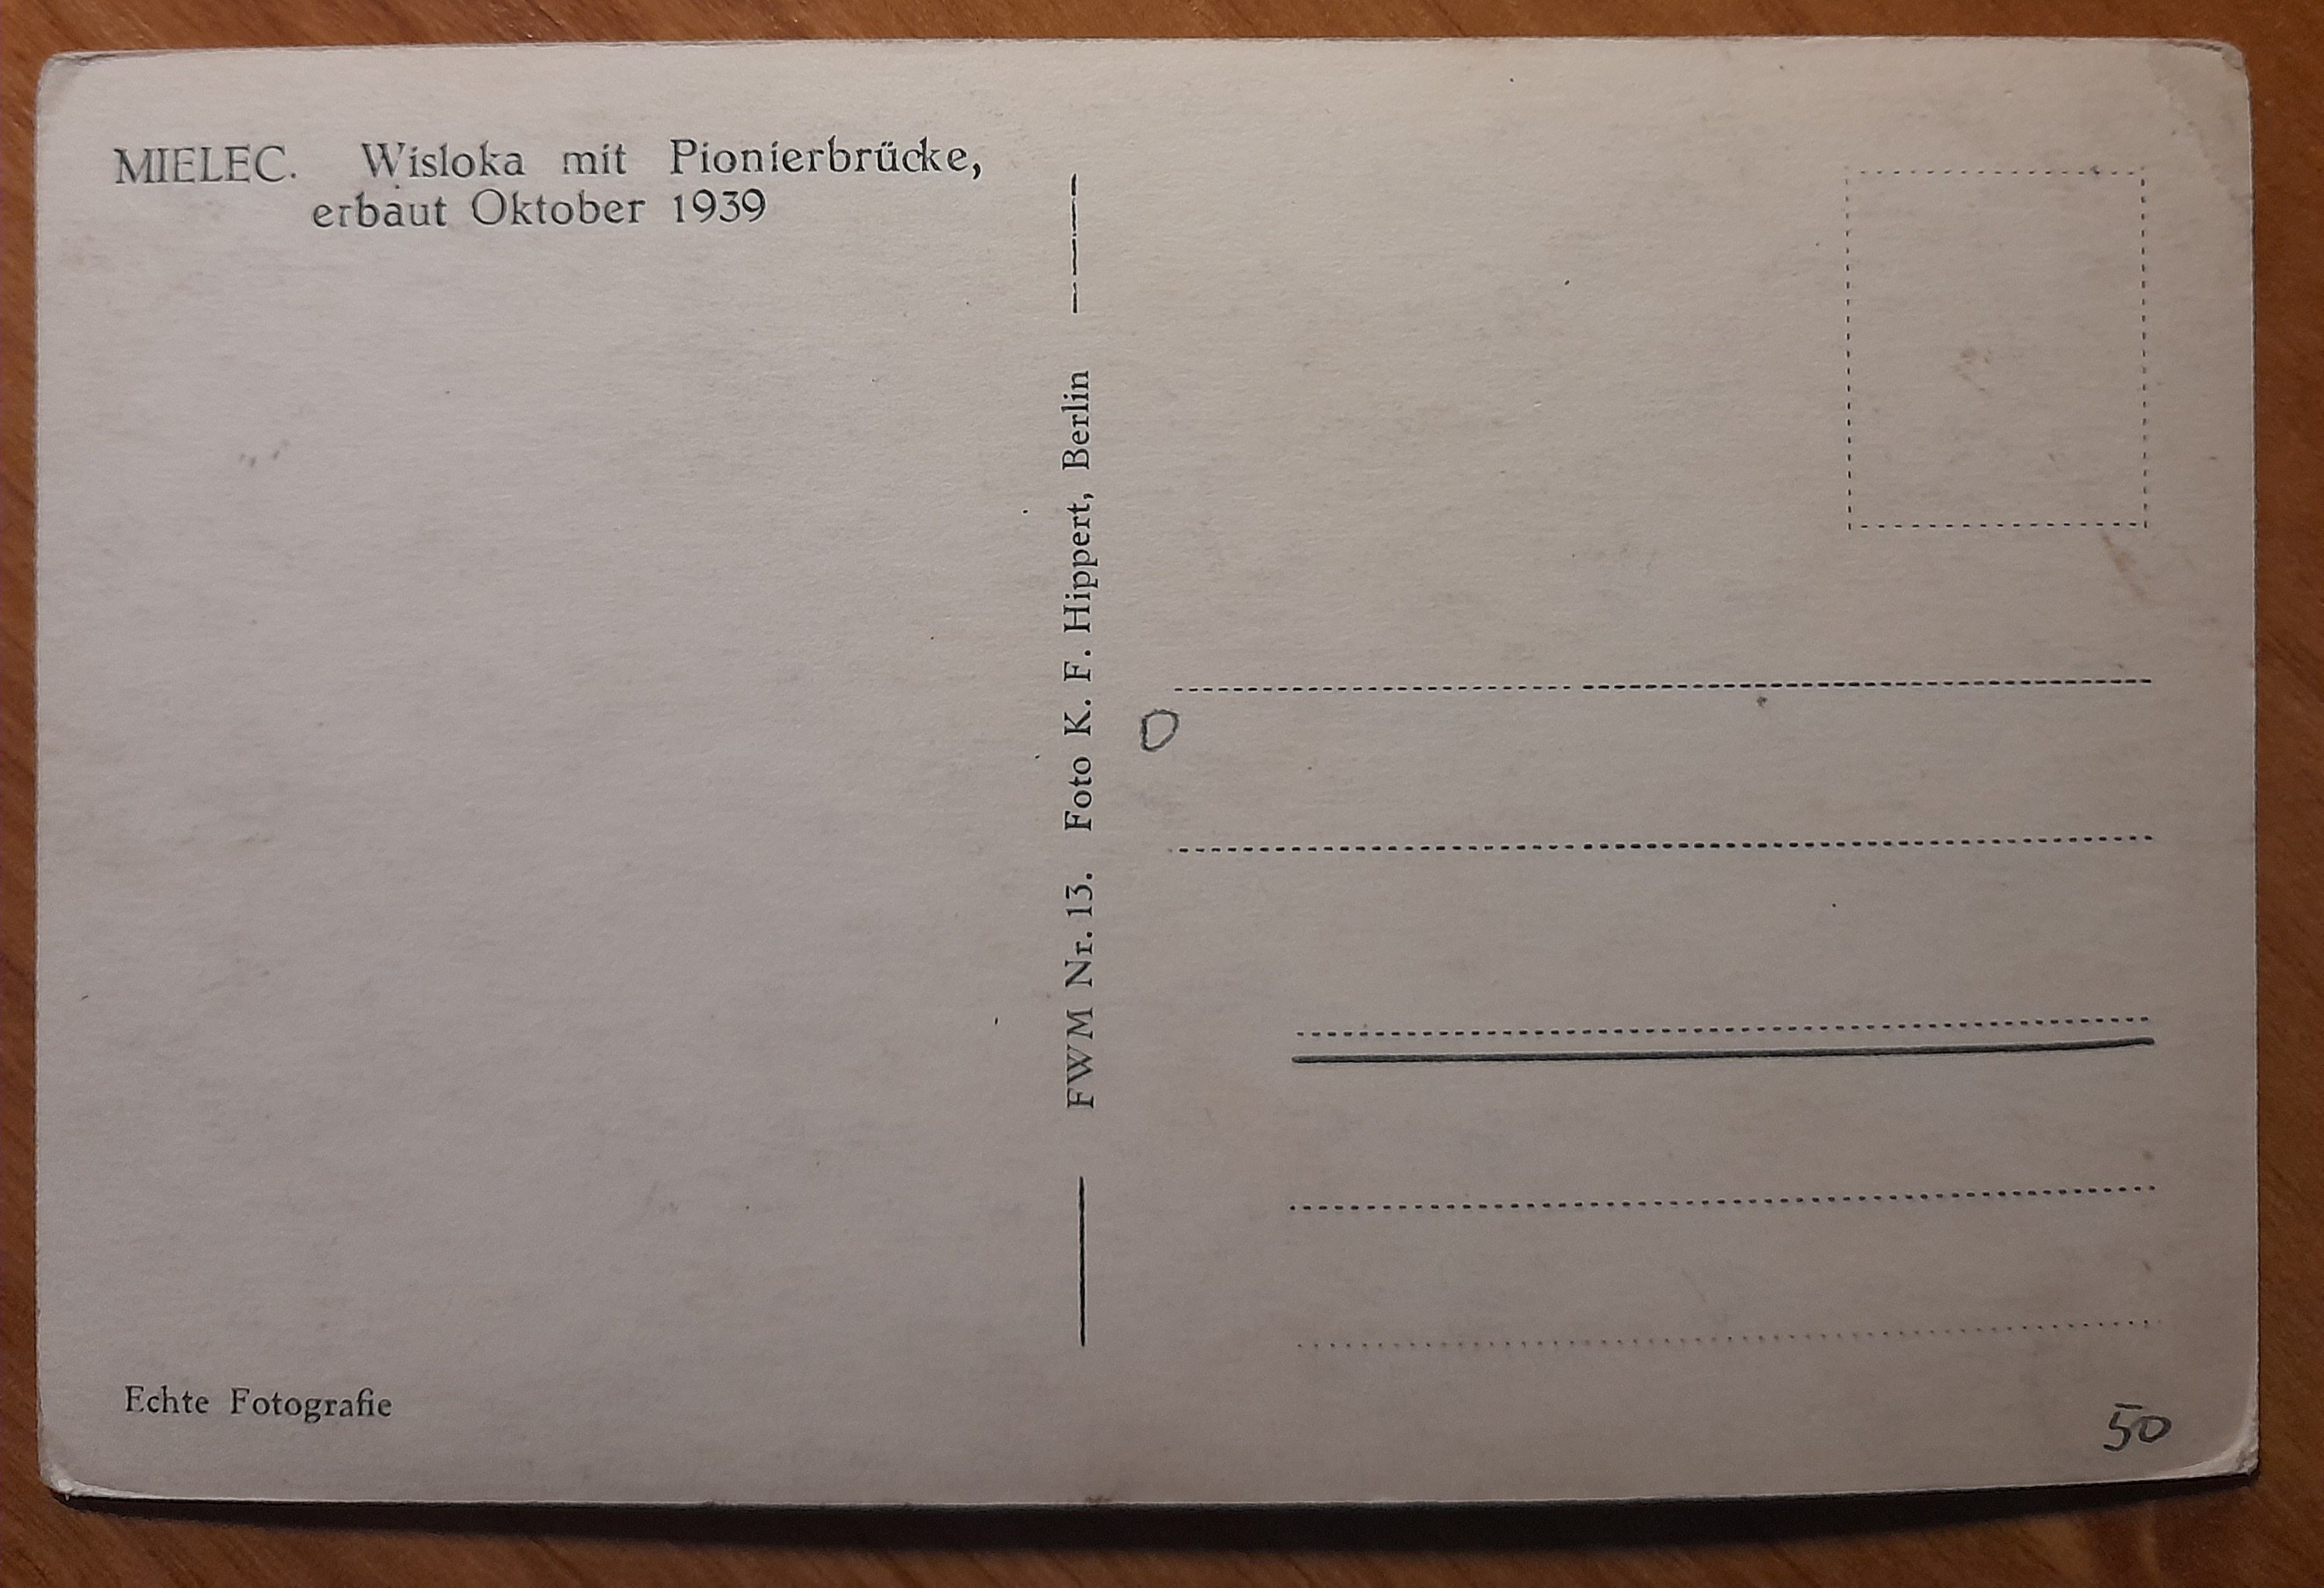 MIELEC. Wisloka mit Pionierbrücke,
erbaut Oktober 1939
FWM Nr. 13. Foto K. F. Hippert, Berlin
O
Echte Fotografie
50